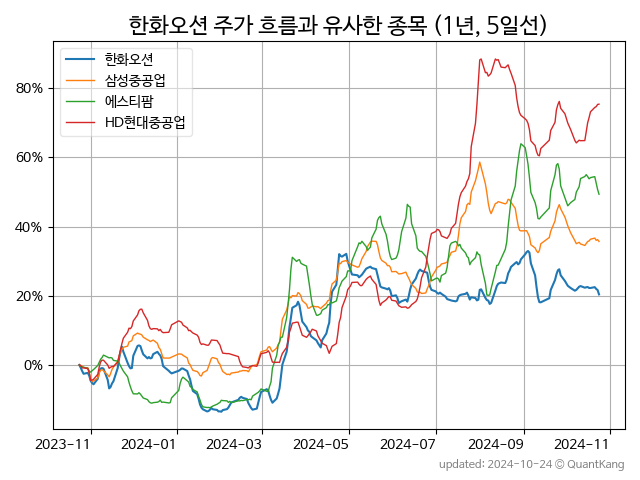 한화오션 주가 흐름과 유사한 종목 (1년, 5일선)
한화오션
삼성중공업
에스티팜
HD현대중공업
80%
60%
40%
20%
0%
2023-11 2024-01 2024-03 2024-05 2024-07 2024-09 2024-11
updated: 2024-10-24 © QuantKang